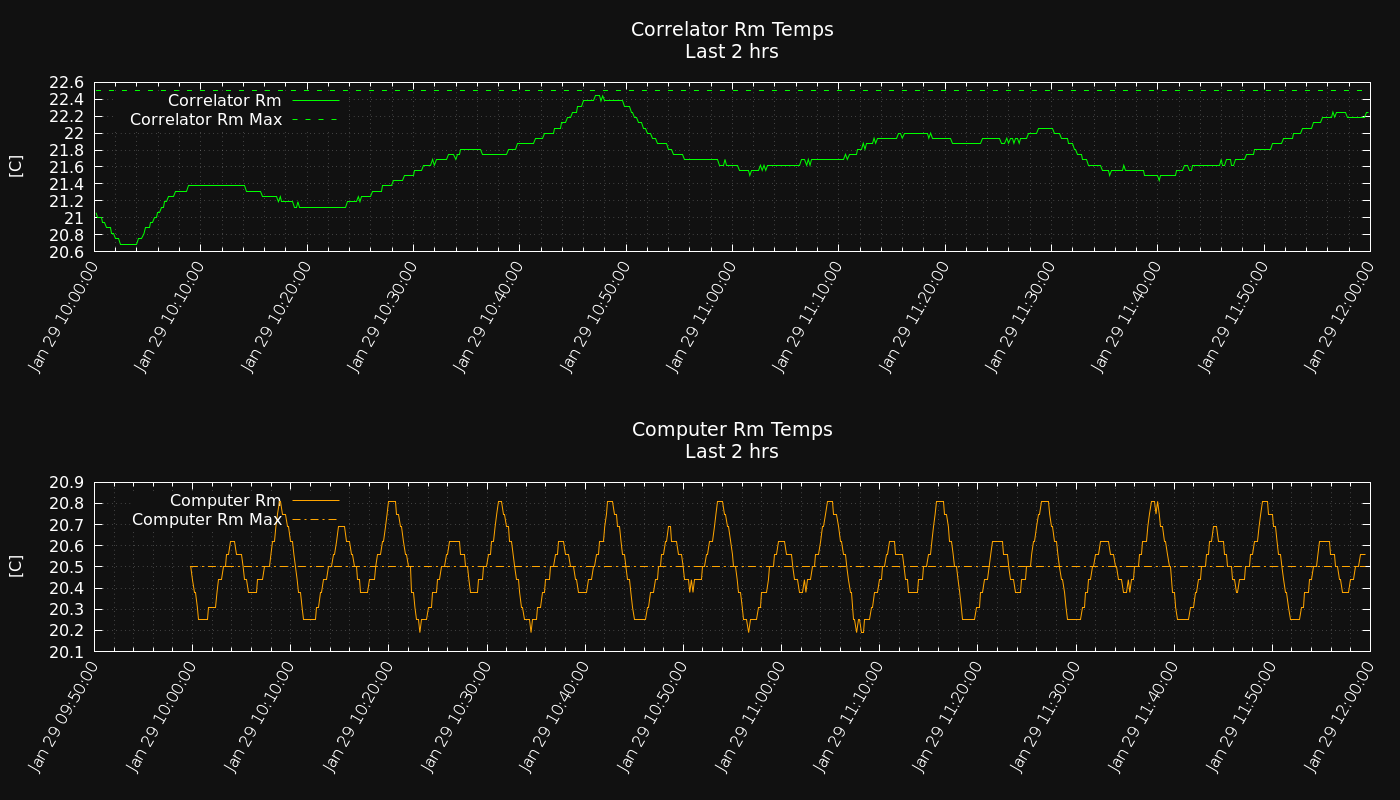 Correlator Rm Temps
Last 2 hrs
22.6
22.4
22.2
22
21.8
21.6
21.4
21.2
21
20.8
20.6
[C]
Correlator Rm
Correlator Rm Max
Jan 29 10:00:00
Jan 29 10:10:00
Jan 29 10:20:00
Jan 29 10:30:00
Jan 29 10:40:00
Jan 29 10:50:00
Jan 29 11:00:00
Jan 29 11:10:00
Jan 29 11:20:00
Jan 29 11:30:00
Jan 29 11:40:00
Jan 29 11:50:00
Jan 29 12:00:00
Computer Rm Temps
Last 2 hrs
20.9
20.8
20.7
20.6
20.5
20.4
20.3
20.2
20.1
[C]
Computer Rm
Computer Rm Max
Jan 29 09:50:00
Jan 29 10:00:00
Jan 29 10:10:00
Jan 29 10:20:00
Jan 29 10:30:00
Jan 29 10:40:00
Jan 29 10:50:00
Jan 29 11:00:00
Jan 29 11:10:00
Jan 29 11:20:00
Jan 29 11:30:00
Jan 29 11:40:00
Jan 29 11:50:00
Jan 29 12:00:00